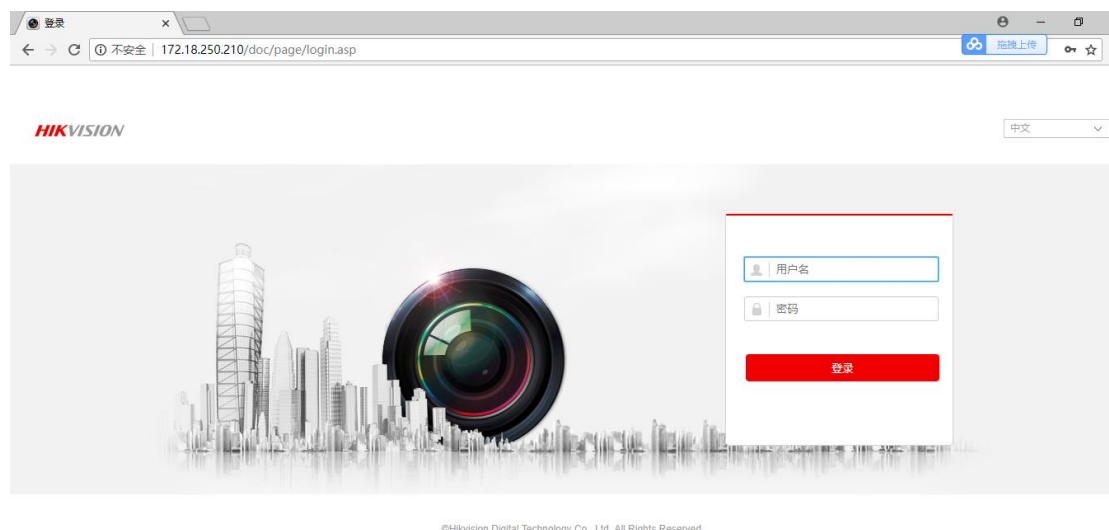 登录
不安全 | 172.18.250.210/doc/page/login.asp
拖拽上传
HIKVISION
中文
用户名
密码
登录
©Hikvision Digital Technology Co., Ltd. All Rights Reserved.